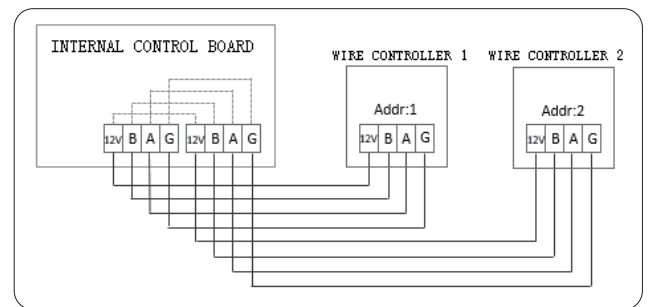 INTERNAL CONTROL BOARD
WIRE CONTROLLER 1
WIRE CONTROLLER 2
Addr:1
Addr:2
12V B A G 12V B A G
12V B A G
12V B A G